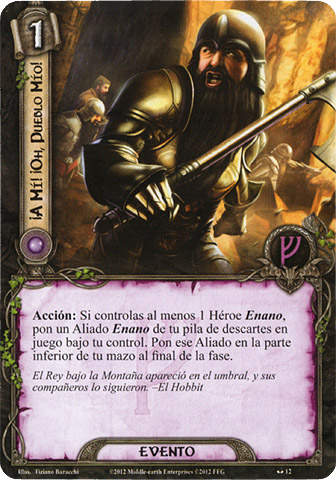 1
¡A MÍ! ¡OH, PUEBLO MÍO!
Acción: Si controlas al menos 1 Héroe Enano,
pon un Aliado Enano de tu pila de descartes en
juego bajo tu control. Pon ese Aliado en la parte
inferior de tu mazo al final de la fase.
El Rey bajo la Montaña apareció en el umbral, y sus
compañeros lo siguieron. –El Hobbit
EVENTO
Illus. Tiziano Baracchi ©2012 Middle-earth Enterprises ©2012 FFG 12